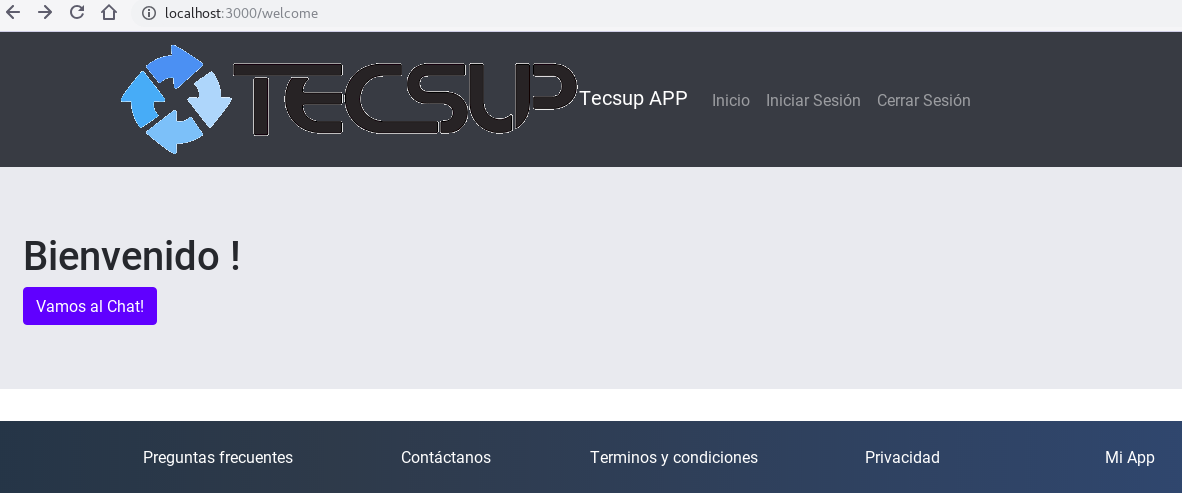 localhost:3000/welcome
TECSUP Tecsup APP Inicio Iniciar Sesión Cerrar Sesión
Bienvenido !
Vamos al Chat!
Preguntas frecuentes Contáctanos Terminos y condiciones Privacidad Mi App